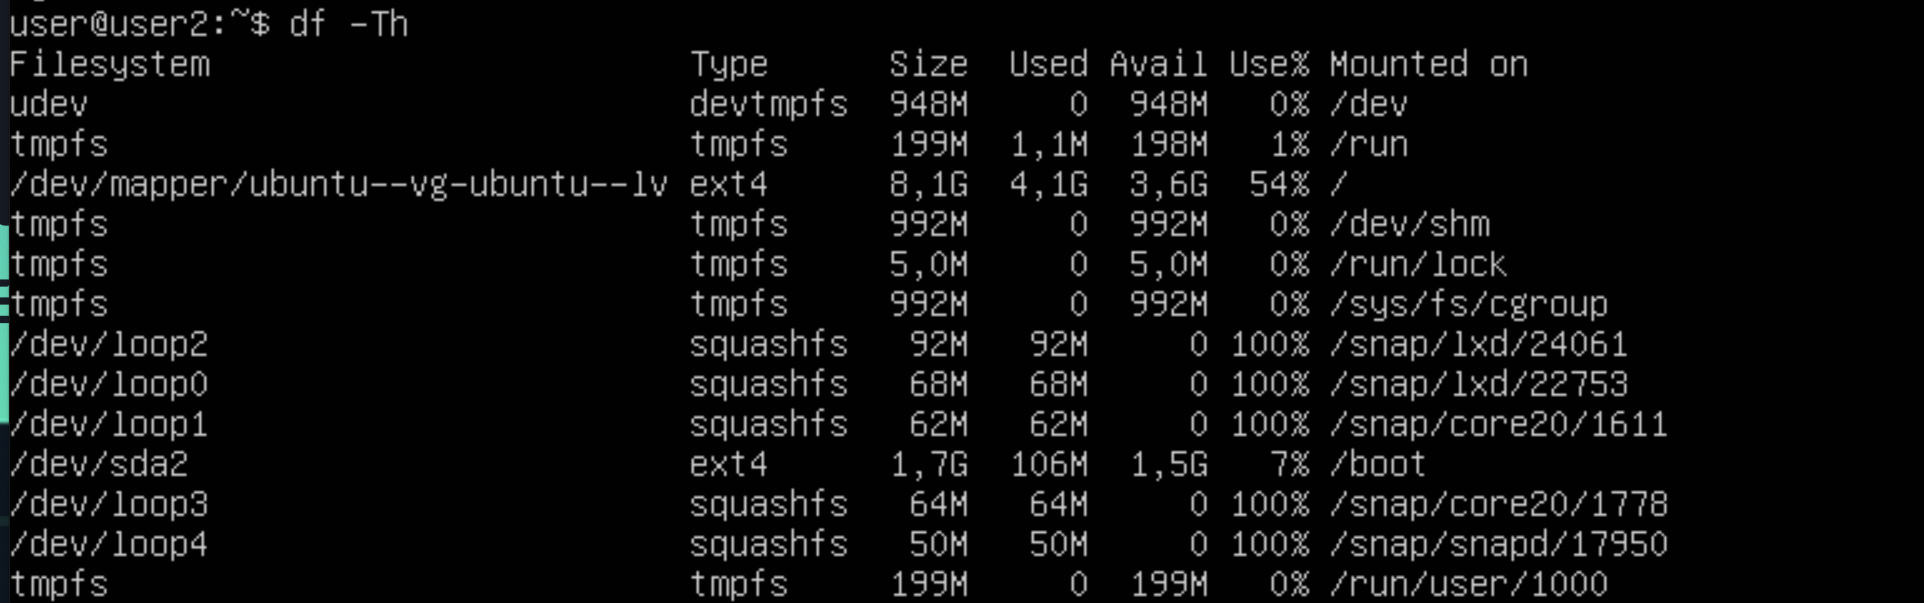 user@user2:~$ df -Th
Filesystem Type Size Used Avail Use% Mounted on
udev devtmpfs 948M 0 948M 0% /dev
tmpfs tmpfs 199M 1,1M 198M 1% /run
/dev/mapper/ubuntu--vg-ubuntu--lv ext4 8,1G 4,1G 3,6G 54% /
tmpfs tmpfs 992M 0 992M 0% /dev/shm
tmpfs tmpfs 5,0M 0 5,0M 0% /run/lock
tmpfs tmpfs 992M 0 992M 0% /sys/fs/cgroup
/dev/loop2 squashfs 92M 92M 0 100% /snap/lxd/24061
/dev/loop0 squashfs 68M 68M 0 100% /snap/lxd/22753
/dev/loop1 squashfs 62M 62M 0 100% /snap/core20/1611
/dev/sda2 ext4 1,7G 106M 1,5G 7% /boot
/dev/loop3 squashfs 64M 64M 0 100% /snap/core20/1778
/dev/loop4 squashfs 50M 50M 0 100% /snap/snapd/17950
tmpfs tmpfs 199M 0 199M 0% /run/user/1000